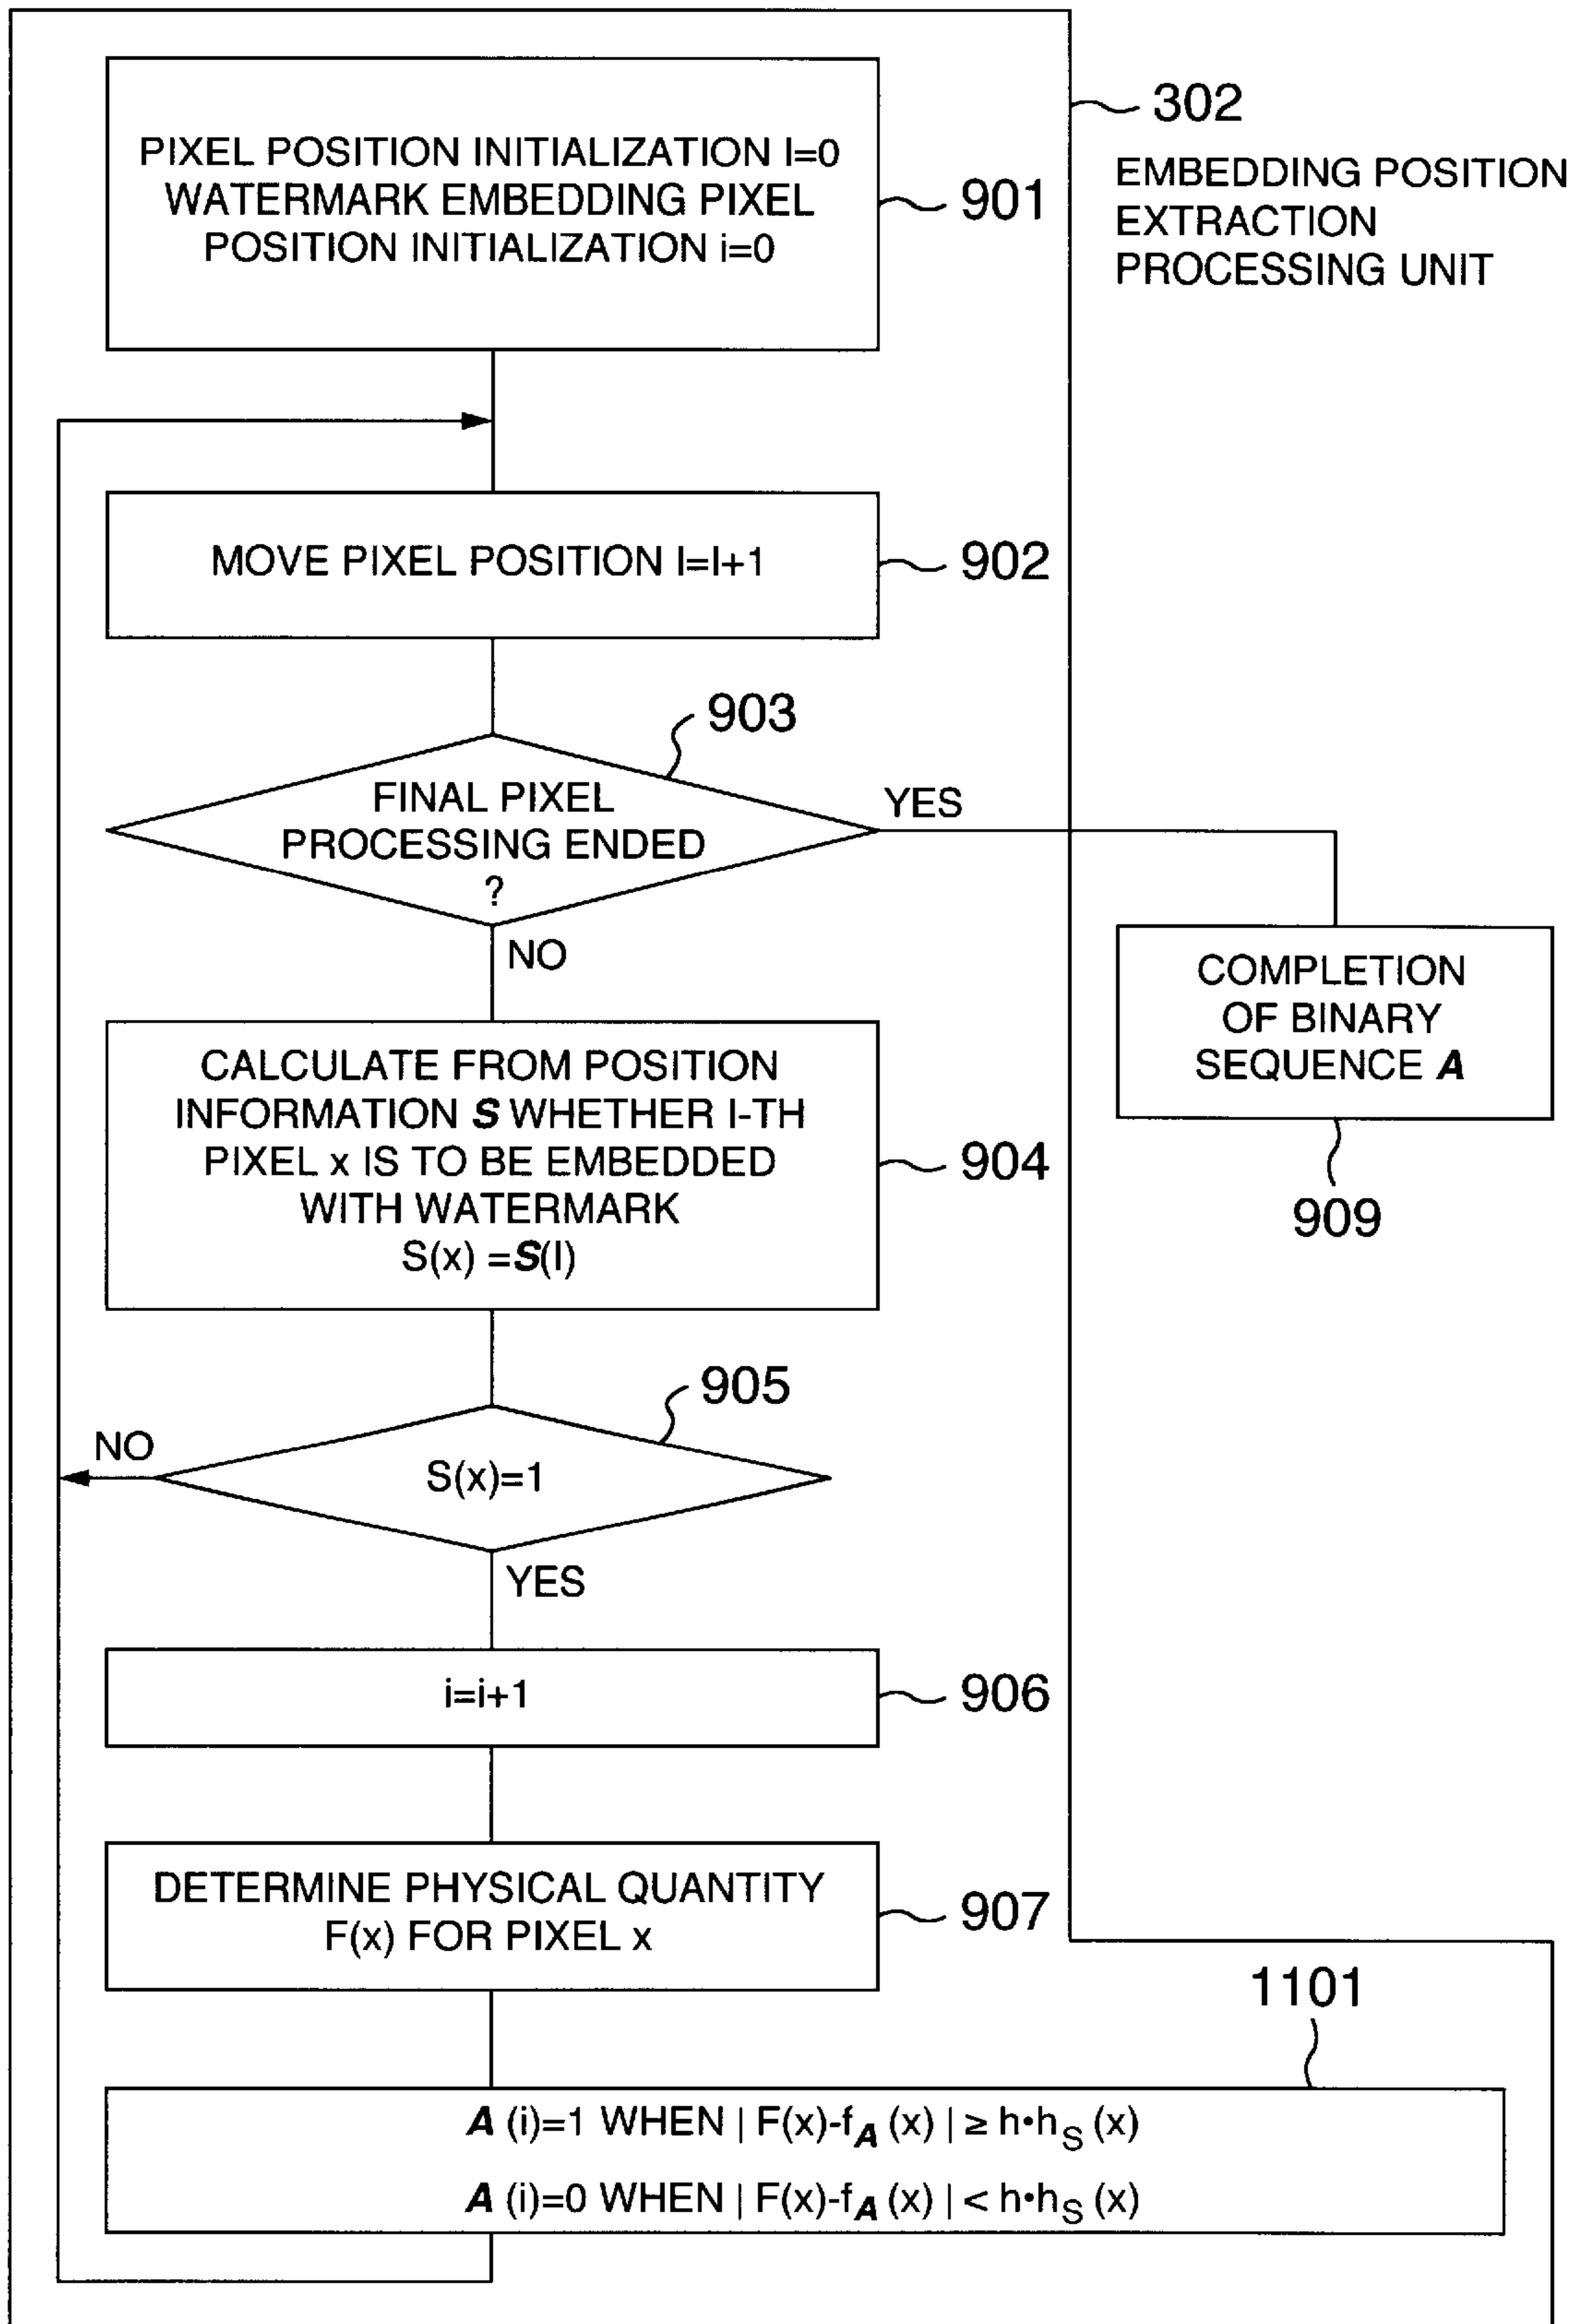 PIXEL POSITION INITIALIZATION I=0
WATERMARK EMBEDDING PIXEL
POSITION INITIALIZATION i=0
901
302
EMBEDDING POSITION
EXTRACTION
PROCESSING UNIT
MOVE PIXEL POSITION I=I+1
902
903
FINAL PIXEL
PROCESSING ENDED
?
YES
NO
COMPLETION
OF BINARY
SEQUENCE A
909
CALCULATE FROM POSITION
INFORMATION S WHETHER I-TH
PIXEL x IS TO BE EMBEDDED
WITH WATERMARK
S(x) =S(I)
904
905
NO
S(x)=1
YES
i=i+1
906
DETERMINE PHYSICAL QUANTITY
F(x) FOR PIXEL x
907
1101
A (i)=1 WHEN | F(x)-fA (x) | ≥ h•hS (x)
A (i)=0 WHEN | F(x)-fA (x) | < h•hS (x)